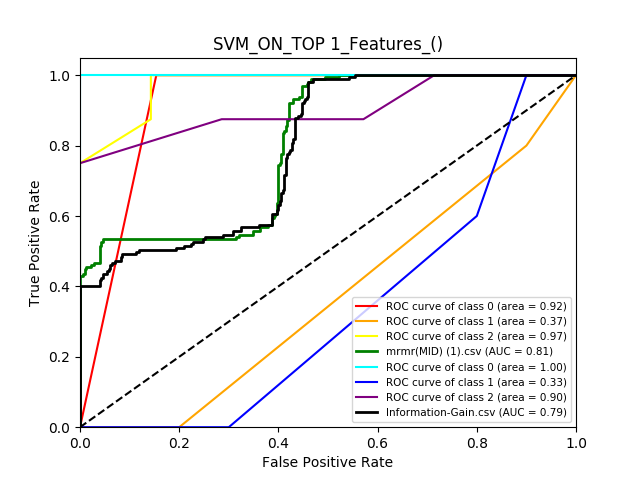 SVM_ON_TOP 1_Features_()
True Positive Rate
1.0
0.8
0.6
0.4
0.2
0.0
ROC curve of class 0 (area = 0.92)
ROC curve of class 1 (area = 0.37)
ROC curve of class 2 (area = 0.97)
mrmr(MID) (1).csv (AUC = 0.81)
ROC curve of class 0 (area = 1.00)
ROC curve of class 1 (area = 0.33)
ROC curve of class 2 (area = 0.90)
Information-Gain.csv (AUC = 0.79)
0.0 0.2 0.4 0.6 0.8 1.0
False Positive Rate